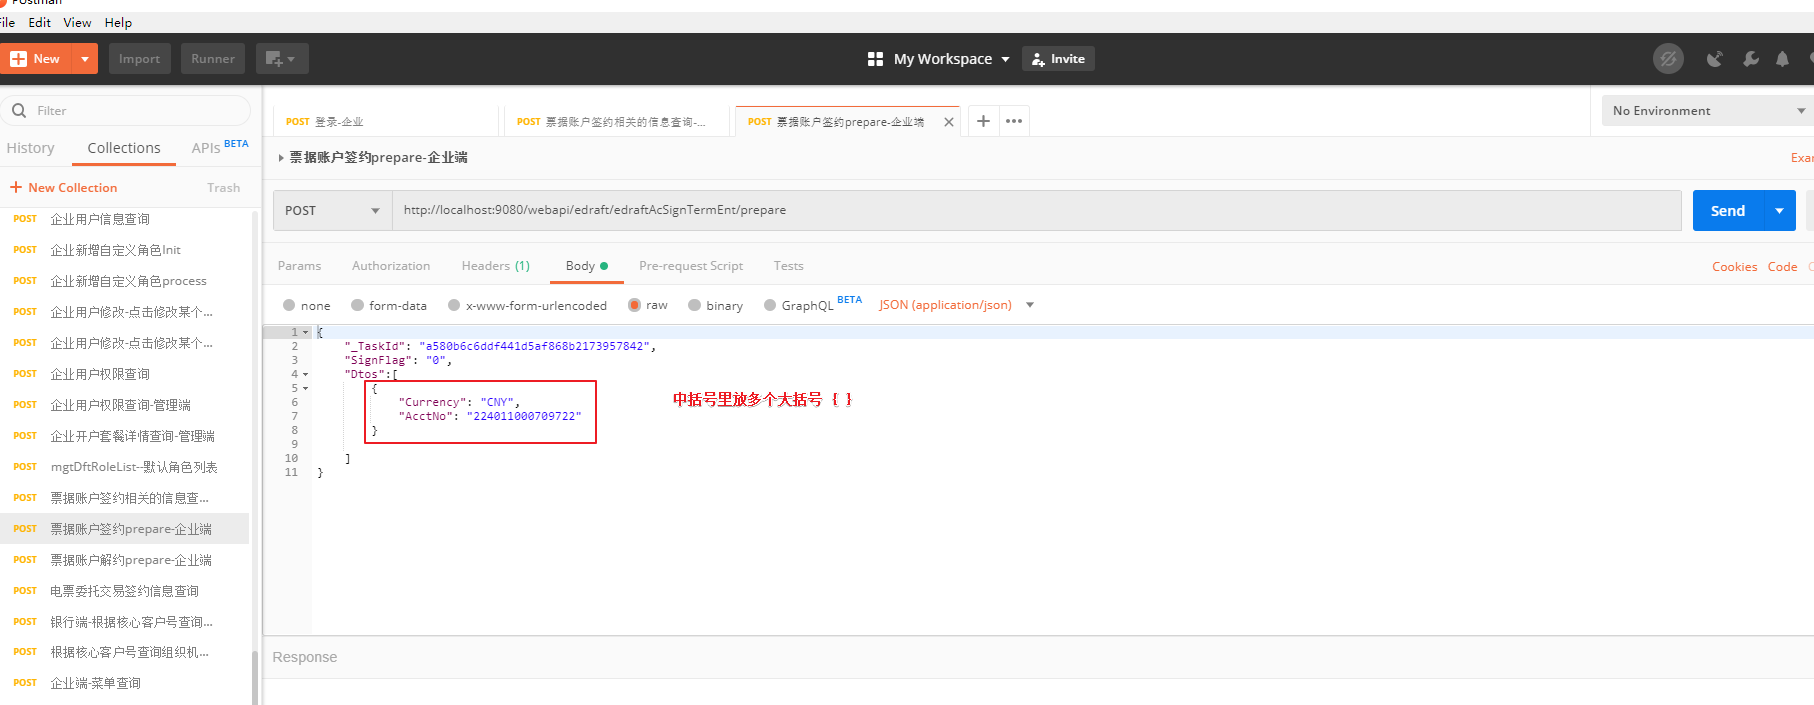 Postman
File Edit View Help
New Import Runner My Workspace Invite
Filter
History Collections APIs BETA
New Collection Trash
POST 企业用户信息查询
POST 企业新增自定义角色Init
POST 企业新增自定义角色process
POST 企业用户修改-点击修改某个...
POST 企业用户修改-点击修改某个...
POST 企业用户权限查询
POST 企业用户权限查询-管理端
POST 企业开户套餐详情查询-管理端
POST mgtDftRoleList--默认角色列表
POST 票据账户签约相关的信息查...
POST 票据账户签约prepare-企业端
POST 票据账户解约prepare-企业端
POST 电票委托交易签约信息查询
POST 银行端-根据核心客户号查询...
POST 根据核心客户号查询组织机...
POST 企业端-菜单查询
POST 登录-企业 POST 票据账户签约相关的信息查询-... POST 票据账户签约prepare-企业端
No Environment
票据账户签约prepare-企业端
Exar
POST http://localhost:9080/webapi/edraft/edraftAcSignTermEnt/prepare Send
Params Authorization Headers (1) Body Pre-request Script Tests Cookies Code
none form-data x-www-form-urlencoded raw binary GraphQL BETA JSON (application/json)
1 {
2 "_TaskId": "a580b6c6ddf441d5af868b2173957842",
3 "SignFlag": "0",
4 "Dtos":[
5 {
6 "Currency": "CNY",
7 "AcctNo": "224011000709722"
8 }
9
10 ]
11 }
中括号里放多个大括号 { }
Response